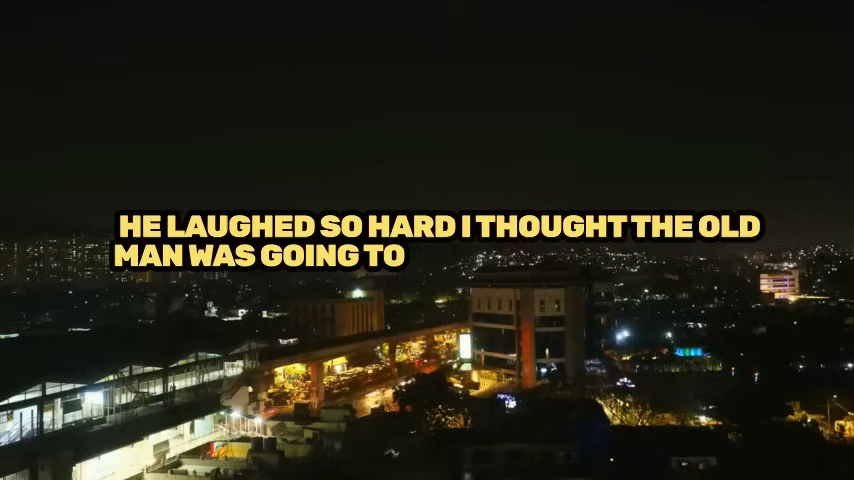 HE LAUGHED SO HARD I THOUGHT THE OLD
MAN WAS GOING TO